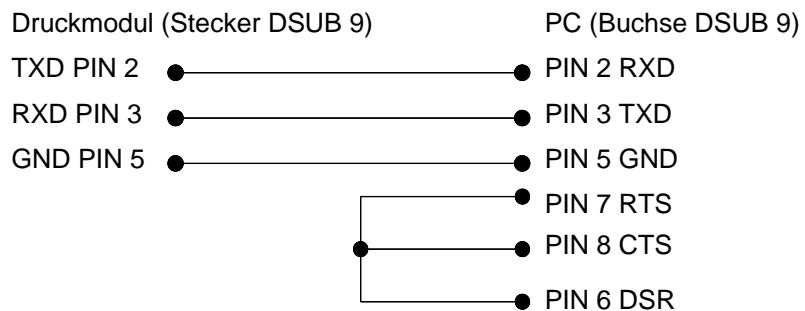 Druckmodul (Stecker DSUB 9) PC (Buchse DSUB 9)
TXD PIN 2 PIN 2 RXD
RXD PIN 3 PIN 3 TXD
GND PIN 5 PIN 5 GND
PIN 7 RTS
PIN 8 CTS
PIN 6 DSR